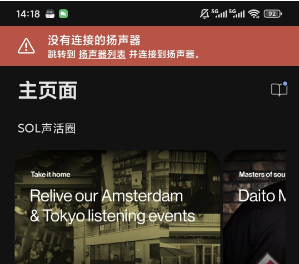 14:18 5G 5G 92
没有连接的扬声器
跳转到 扬声器列表 并连接到扬声器。
主页面
SOL声活圈
Take it home
Relive our Amsterdam
& Tokyo listening events
Masters of sou
Daito M